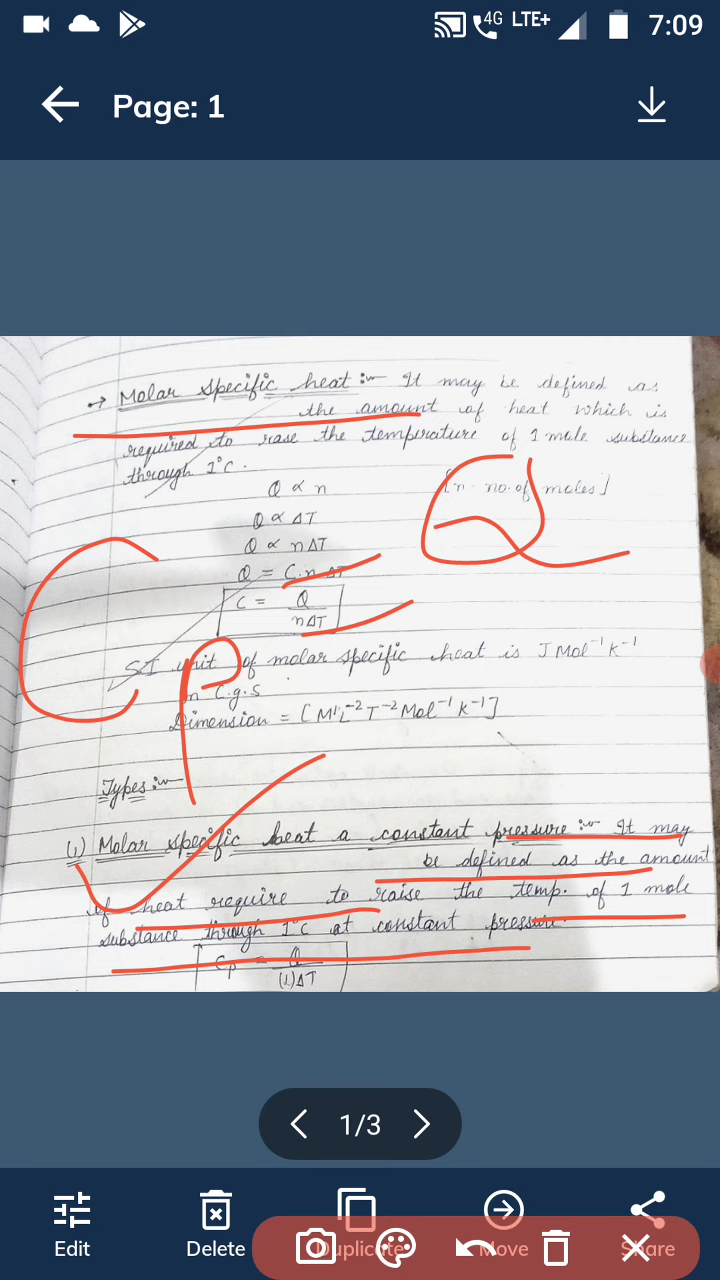 4G LTE+ 7:09
Page: 1
→ Molar specific heat :- It may be defined as
the amount of heat which is
required to rase the temperature of 1 mole substance
through 1°C.
Q ∝ n [n no. of moles]
Q ∝ ΔT
Q ∝ nΔT
Q = C.nΔT
C = Q
nΔT
SI unit of molar specific heat is J Mol⁻¹ K⁻¹
In C.g.S
Dimension = [M¹L⁻²T⁻²Mol⁻¹K⁻¹]
Types :-
(1) Molar specific heat a constant pressure :- It may
be defined as the amount
of heat require to raise the temp. of 1 mole
substance through 1°C at constant pressure.
Cp = Q
(1)ΔT
C
P
Q
1/3
Edit Delete Duplicate Move Share